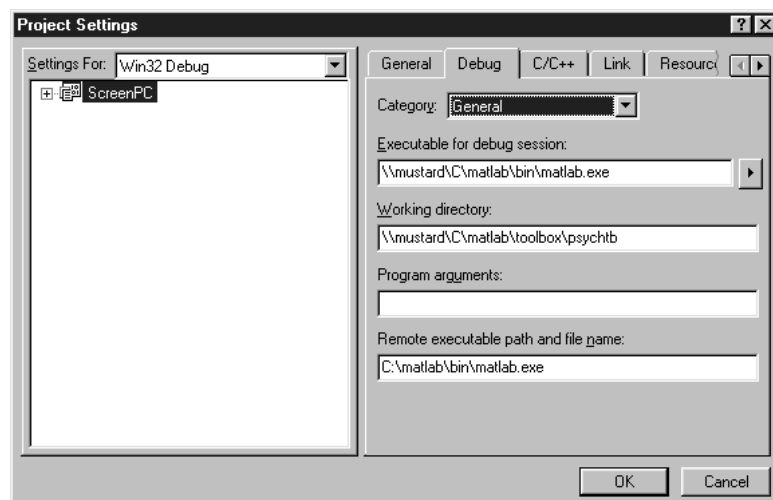 Project Settings
Settings For: Win32 Debug
ScreenPC
General Debug C/C++ Link
Category: General
Executable for debug session:
\\mustard\C\matlab\bin\matlab.exe
Working directory:
\\mustard\C\matlab\toolbox\psychtb
Program arguments:
Remote executable path and file name:
C:\matlab\bin\matlab.exe
OK Cancel